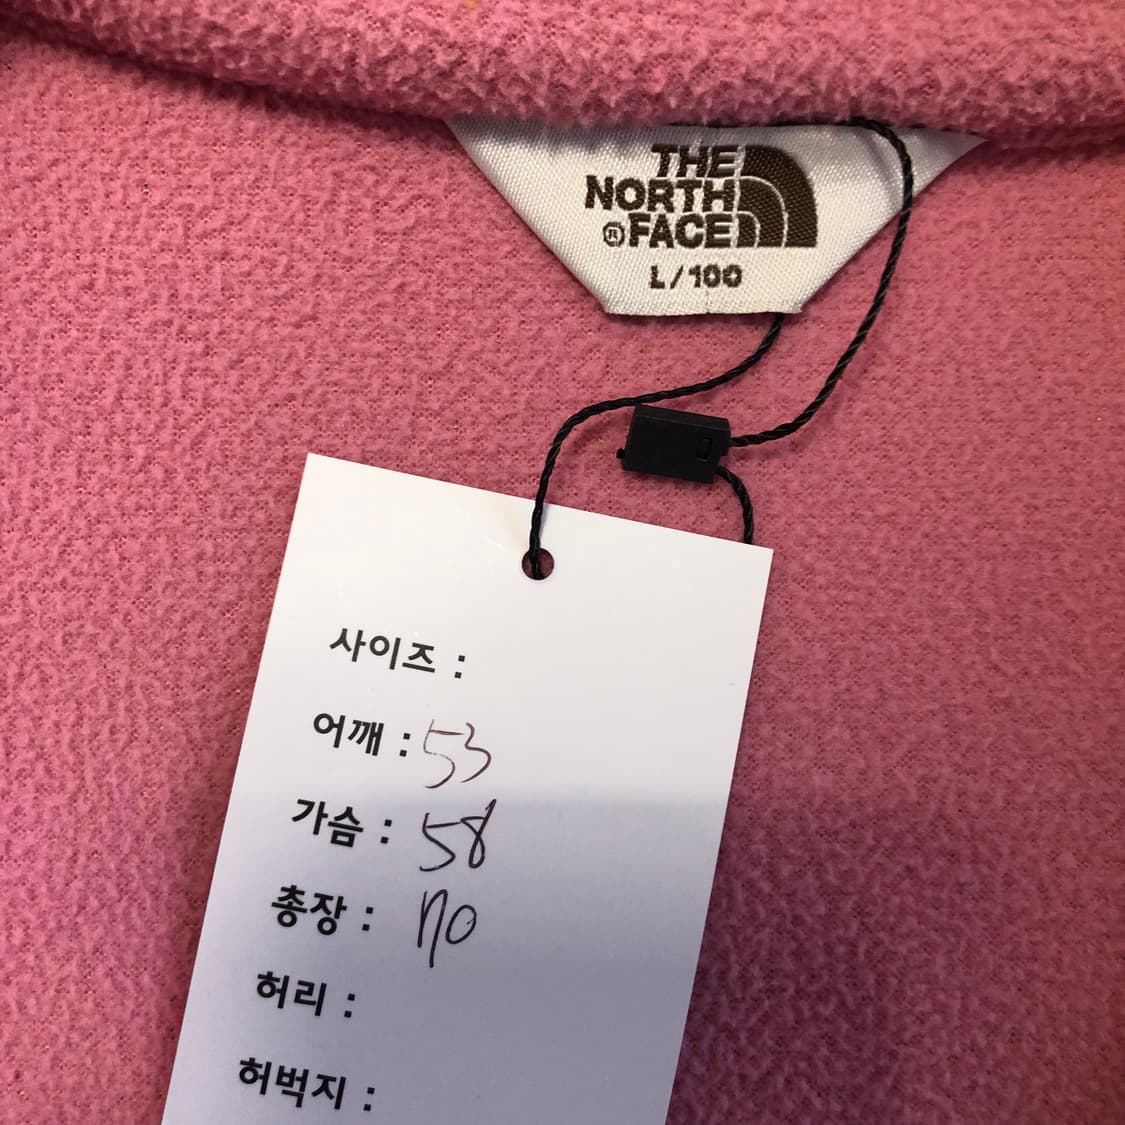 THE
NORTH
®FACE
L/100
사이즈 :
어깨 : 53
가슴 : 58
총장 : 70
허리 :
허벅지 :